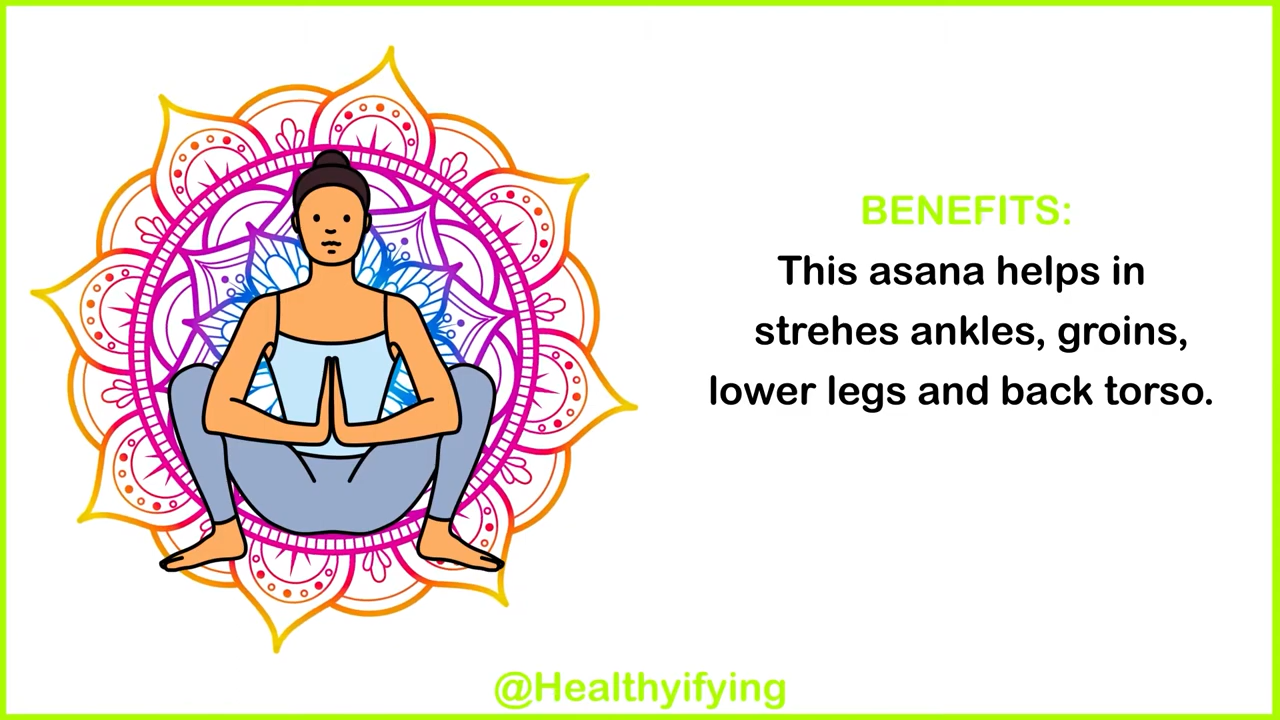 BENEFITS:
This asana helps in
strehes ankles, groins,
lower legs and back torso.
@Healthyifying